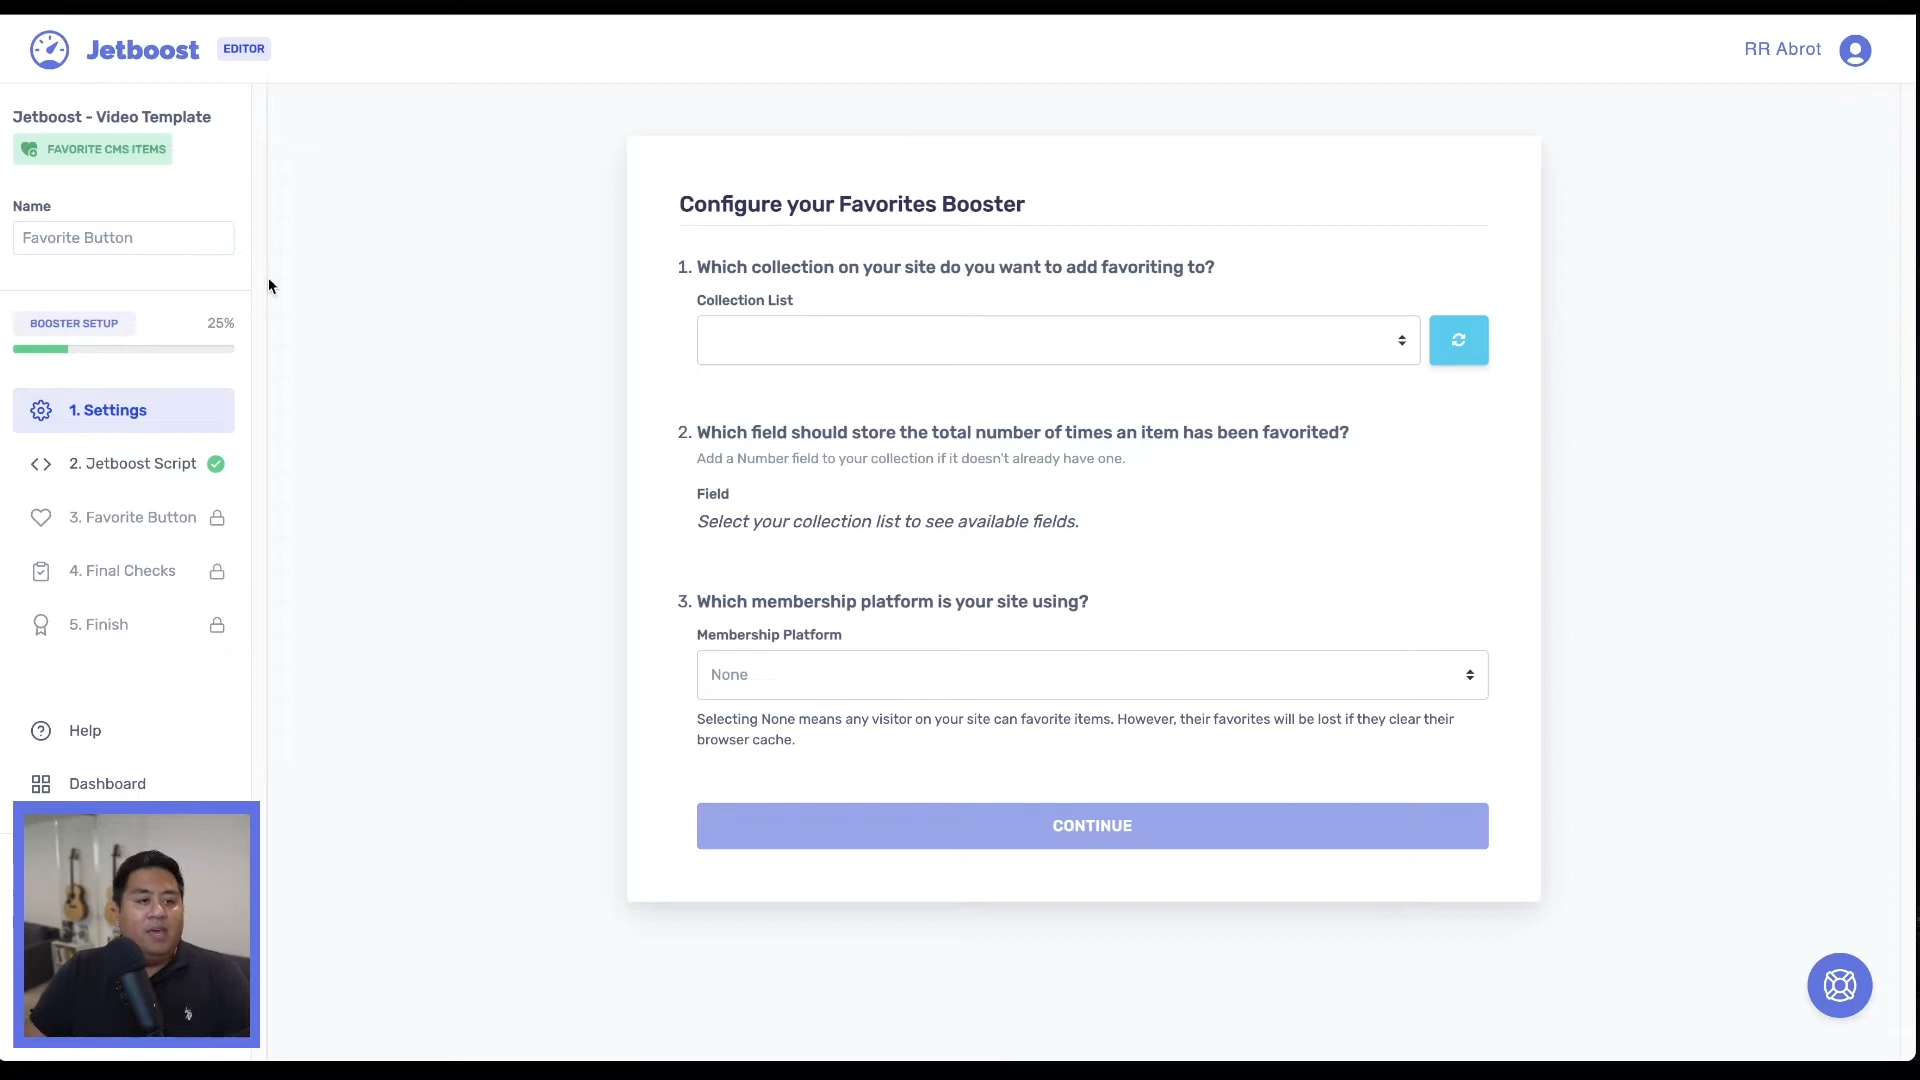 Jetboost EDITOR
RR Abrot
Jetboost - Video Template
FAVORITE CMS ITEMS
Name
Favorite Button
BOOSTER SETUP 25%
1. Settings
2. Jetboost Script
3. Favorite Button
4. Final Checks
5. Finish
Help
Dashboard
Configure your Favorites Booster
1. Which collection on your site do you want to add favoriting to?
Collection List
2. Which field should store the total number of times an item has been favorited?
Add a Number field to your collection if it doesn't already have one.
Field
Select your collection list to see available fields.
3. Which membership platform is your site using?
Membership Platform
None
Selecting None means any visitor on your site can favorite items. However, their favorites will be lost if they clear their
browser cache.
CONTINUE